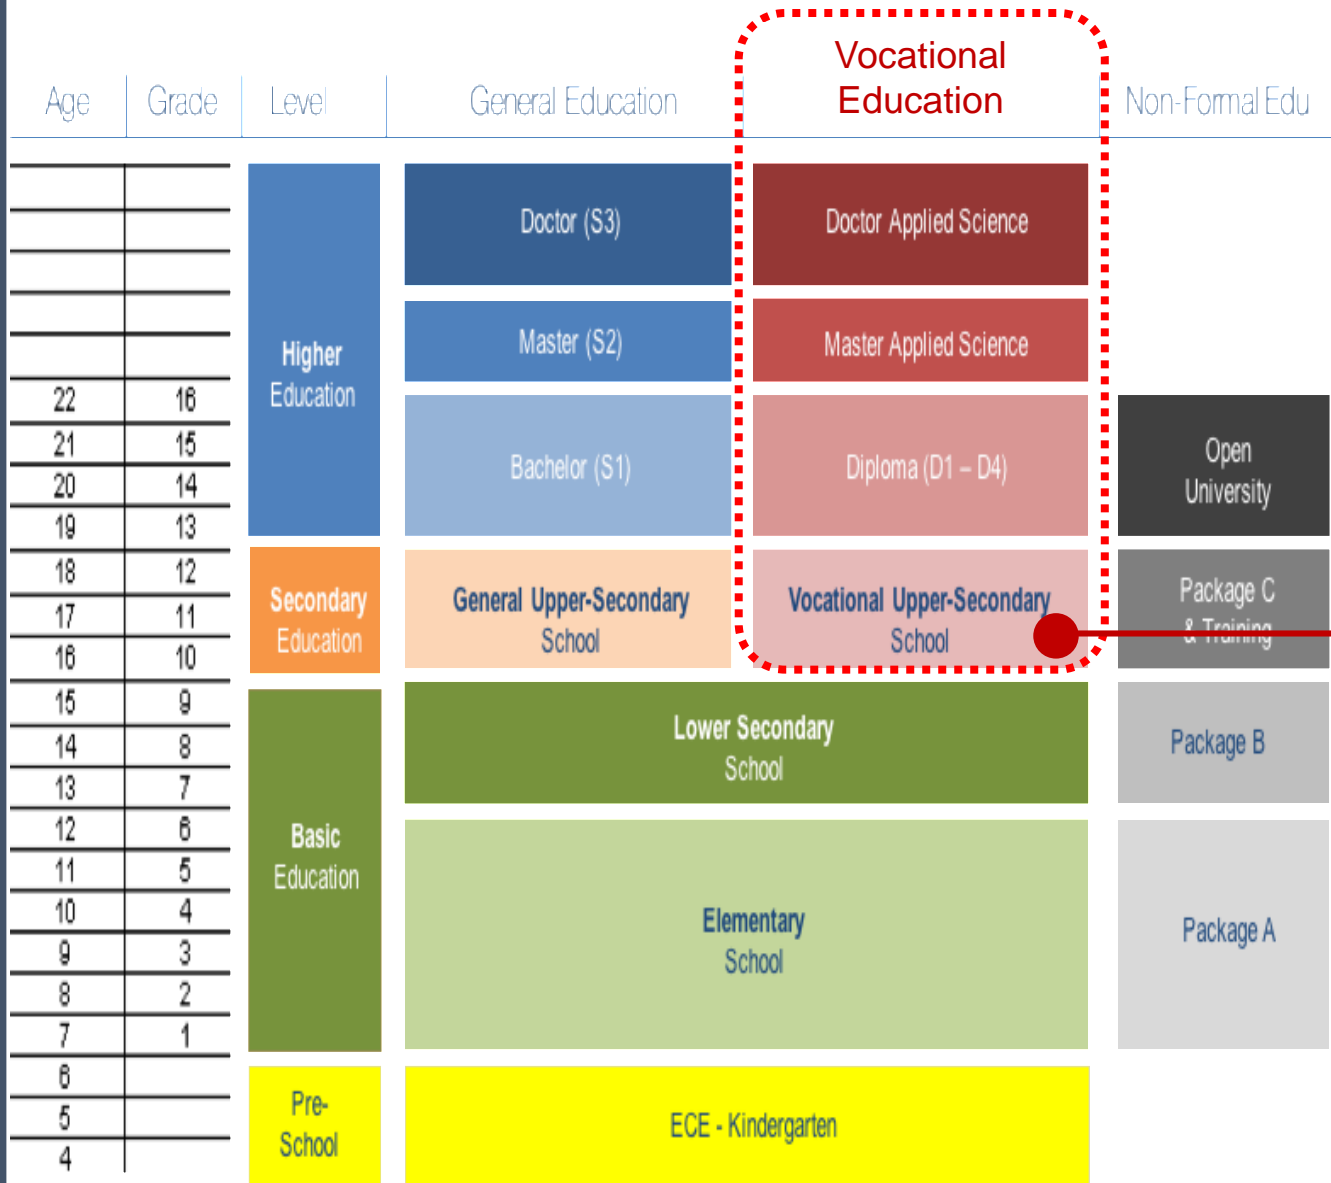 Vocational
Education
Age Grade Level General Education Non-Formal Edu
Doctor (S3) Doctor Applied Science
Master (S2) Master Applied Science
Higher
Education
22 16
21 15
20 14
19 13
Bachelor (S1) Diploma (D1 – D4)
Open
University
18 12
17 11
16 10
Secondary
Education
General Upper-Secondary
School
Vocational Upper-Secondary
School
Package C
& Training
15 9
14 8
13 7
Lower Secondary
School
Package B
12 6
11 5
10 4
9 3
8 2
7 1
Basic
Education
Elementary
School
Package A
6
5
4
Pre-
School
ECE - Kindergarten